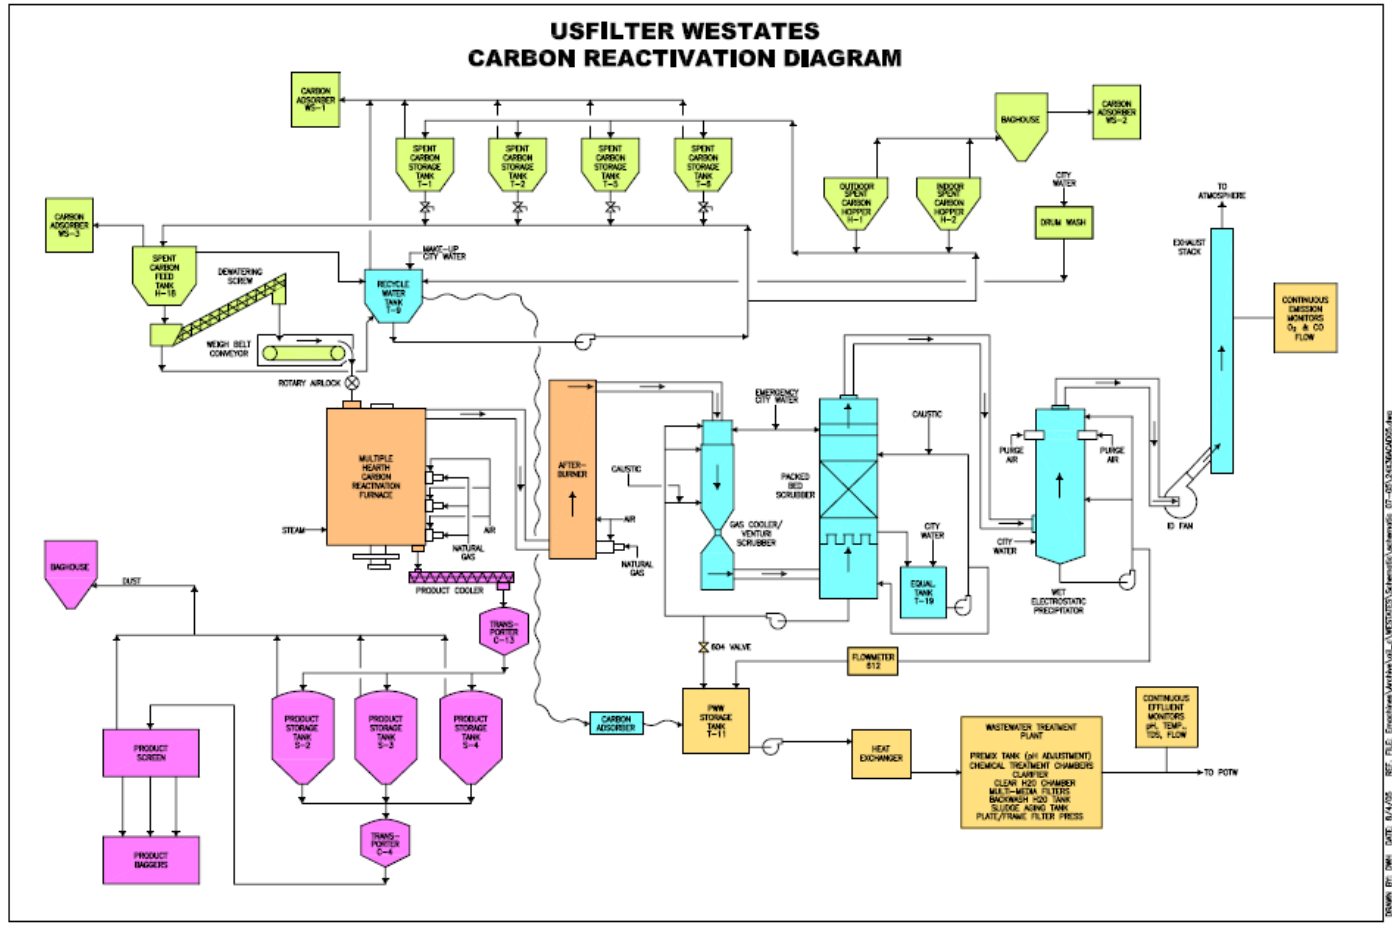 USFILTER WESTATES
CARBON REACTIVATION DIAGRAM
CARBON
ADSORBER
WS-1
SPENT
CARBON
STORAGE
TANK
T-1
SPENT
CARBON
STORAGE
TANK
T-2
SPENT
CARBON
STORAGE
TANK
T-5
SPENT
CARBON
STORAGE
TANK
T-6
BAGHOUSE
CARBON
ADSORBER
WS-2
OUTDOOR
SPENT
CARBON
HOPPER
H-1
INDOOR
SPENT
CARBON
HOPPER
H-2
CITY
WATER
DRUM WASH
TO
ATMOSPHERE
EXHAUST
STACK
CONTINUOUS
EMISSION
MONITORS
O₂ & CO
FLOW
CARBON
ADSORBER
WS-3
SPENT
CARBON
FEED
TANK
H-18
DEWATERING
SCREW
MAKE-UP
CITY WATER
RECYCLE
WATER
TANK
T-9
WEIGH BELT
CONVEYOR
ROTARY AIRLOCK
MULTIPLE
HEARTH
CARBON
REACTIVATION
FURNACE
STEAM
AIR
NATURAL
GAS
AFTER-
BURNER
AIR
NATURAL
GAS
CAUSTIC
EMERGENCY
CITY WATER
GAS COOLER/
VENTURI
SCRUBBER
PACKED
BED
SCRUBBER
CAUSTIC
CITY
WATER
EQUAL.
TANK
T-19
PURGE
AIR
PURGE
AIR
CITY
WATER
WET
ELECTROSTATIC
PRECIPITATOR
ID FAN
BAGHOUSE
DUST
PRODUCT COOLER
TRANS-
PORTER
C-13
PRODUCT
STORAGE
TANK
S-2
PRODUCT
STORAGE
TANK
S-3
PRODUCT
STORAGE
TANK
S-4
PRODUCT
SCREEN
PRODUCT
BAGGERS
TRANS-
PORTER
C-4
604 VALVE
FLOWMETER
612
CARBON
ADSORBER
PWW
STORAGE
TANK
T-11
HEAT
EXCHANGER
WASTEWATER TREATMENT
PLANT
PREMIX TANK (pH ADJUSTMENT)
CHEMICAL TREATMENT CHAMBERS
CLARIFIER
CLEAR H2O CHAMBER
MULTI-MEDIA FILTERS
BACKWASH H2O TANK
SLUDGE AGING TANK
PLATE/FRAME FILTER PRESS
CONTINUOUS
EFFLUENT
MONITORS
pH, TEMP.,
TDS, FLOW
TO POTW
DRAWN BY: DWH DATE: 8/4/05 REF. FILE: